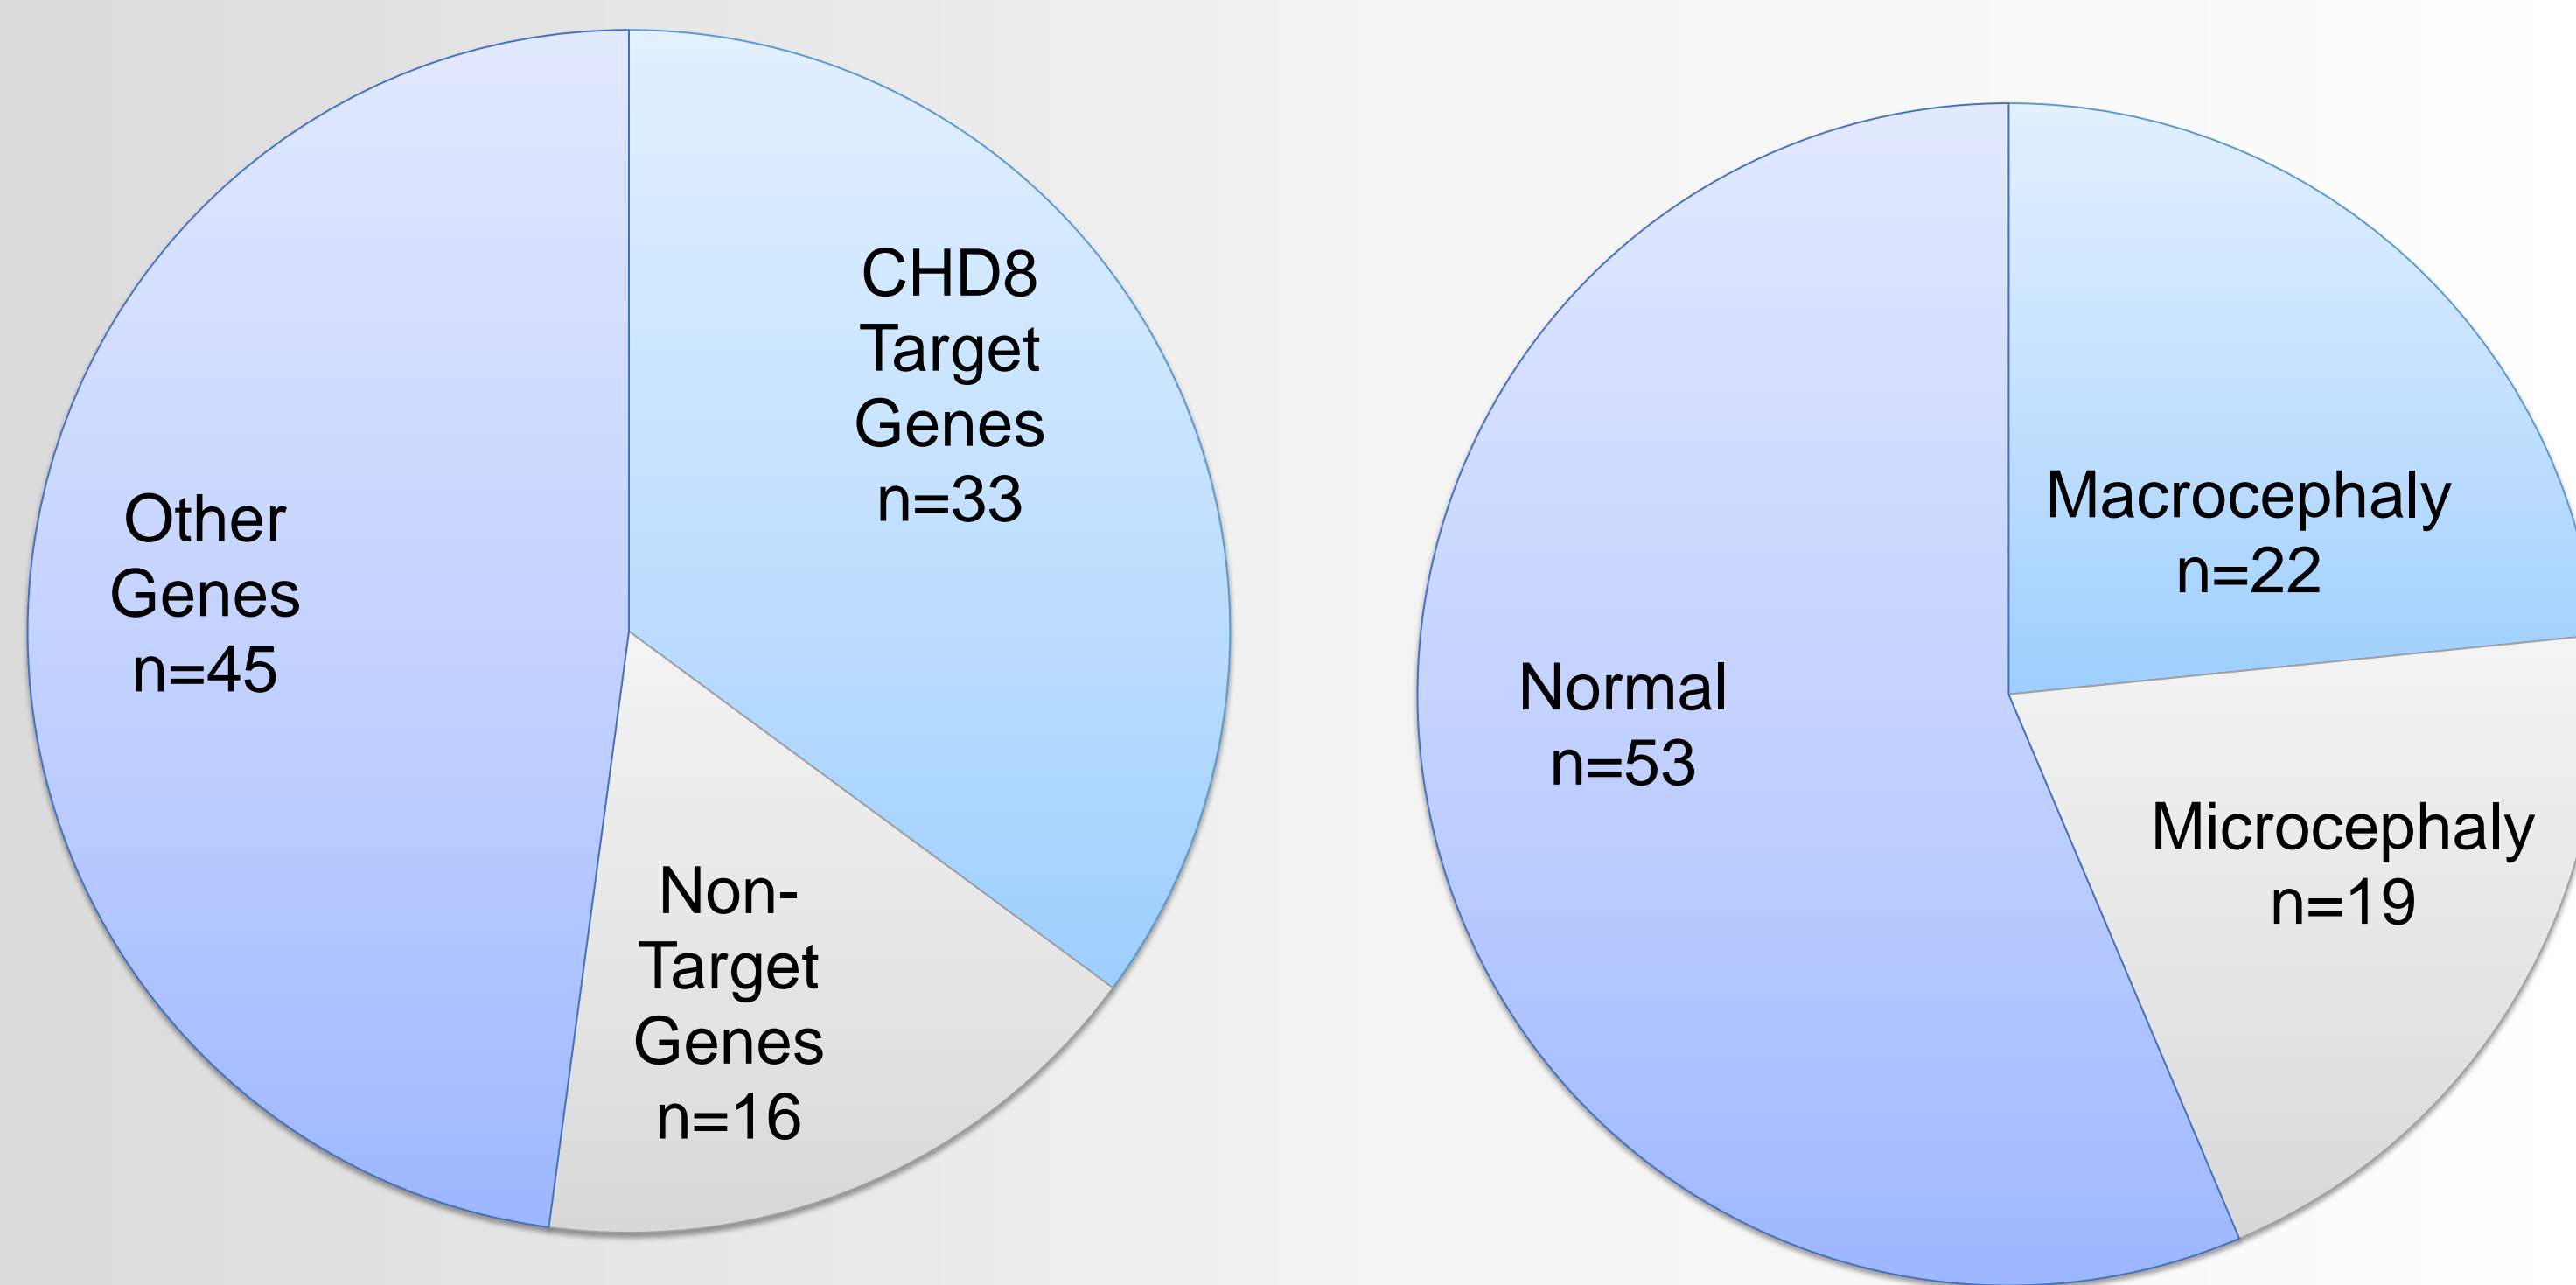 CHD8
Target
Genes
n=33
Other
Genes
n=45
Non-
Target
Genes
n=16
Macrocephaly
n=22
Normal
n=53
Microcephaly
n=19